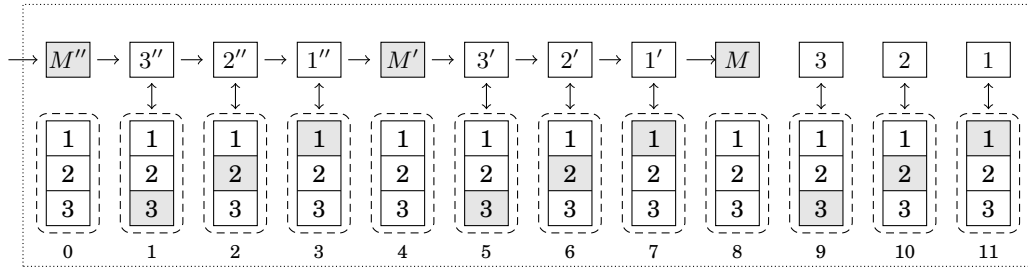 M″ 3″ 2″ 1″ M′ 3′ 2′ 1′ M 3 2 1
1 1 1 1 1 1 1 1 1 1 1 1
2 2 2 2 2 2 2 2 2 2 2 2
3 3 3 3 3 3 3 3 3 3 3 3
0 1 2 3 4 5 6 7 8 9 10 11